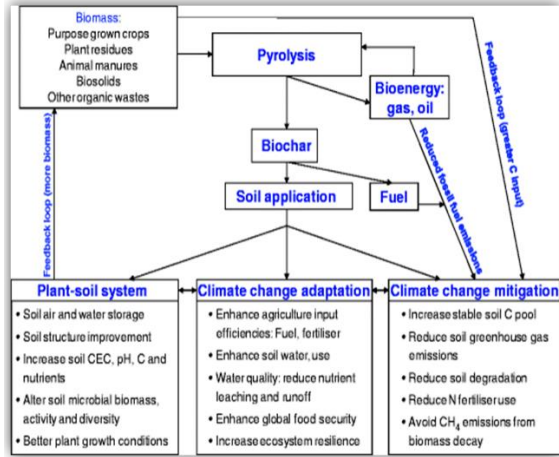 Biomass:
Purpose grown crops
Plant residues
Animal manures
Biosolids
Other organic wastes
Pyrolysis
Bioenergy:
gas, oil
Biochar
Soil application
Fuel
Feedback loop (more biomass)
Reduced fossil fuel emissions
Feedback loop (greater C input)
Plant-soil system
• Soil air and water storage
• Soil structure improvement
• Increase soil CEC, pH, C and
nutrients
• Alter soil microbial biomass,
activity and diversity
• Better plant growth conditions
Climate change adaptation
• Enhance agriculture input
efficiencies: Fuel, fertiliser
• Enhance soil water, use
• Water quality: reduce nutrient
leaching and runoff
• Enhance global food security
• Increase ecosystem resilience
Climate change mitigation
• Increase stable soil C pool
• Reduce soil greenhouse gas
emissions
• Reduce soil degradation
• Reduce N fertiliser use
• Avoid CH₄ emissions from
biomass decay